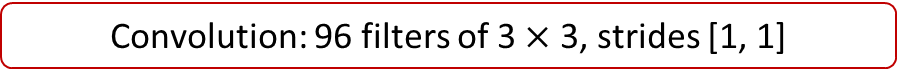 Convolution: 96 filters of 3 × 3, strides [1, 1]